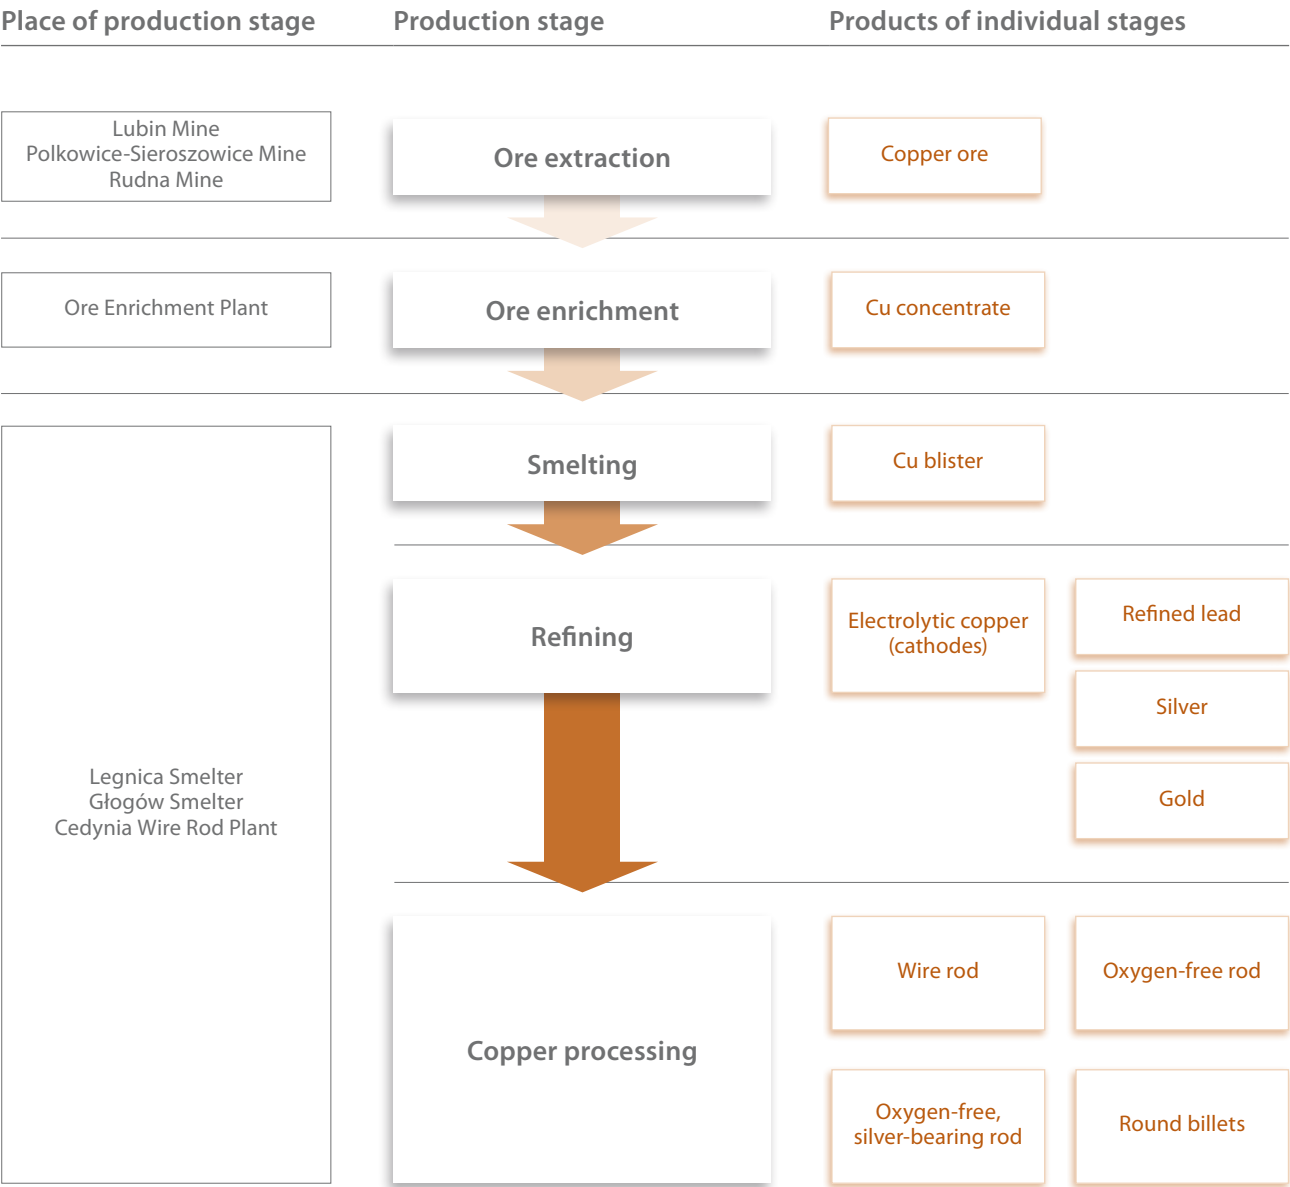 Place of production stage
Production stage
Products of individual stages
Lubin Mine
Polkowice-Sieroszowice Mine
Rudna Mine
Ore extraction
Copper ore
Ore Enrichment Plant
Ore enrichment
Cu concentrate
Smelting
Cu blister
Legnica Smelter
Głogów Smelter
Cedynia Wire Rod Plant
Refining
Electrolytic copper
(cathodes)
Refined lead
Silver
Gold
Copper processing
Wire rod
Oxygen-free rod
Oxygen-free,
silver-bearing rod
Round billets